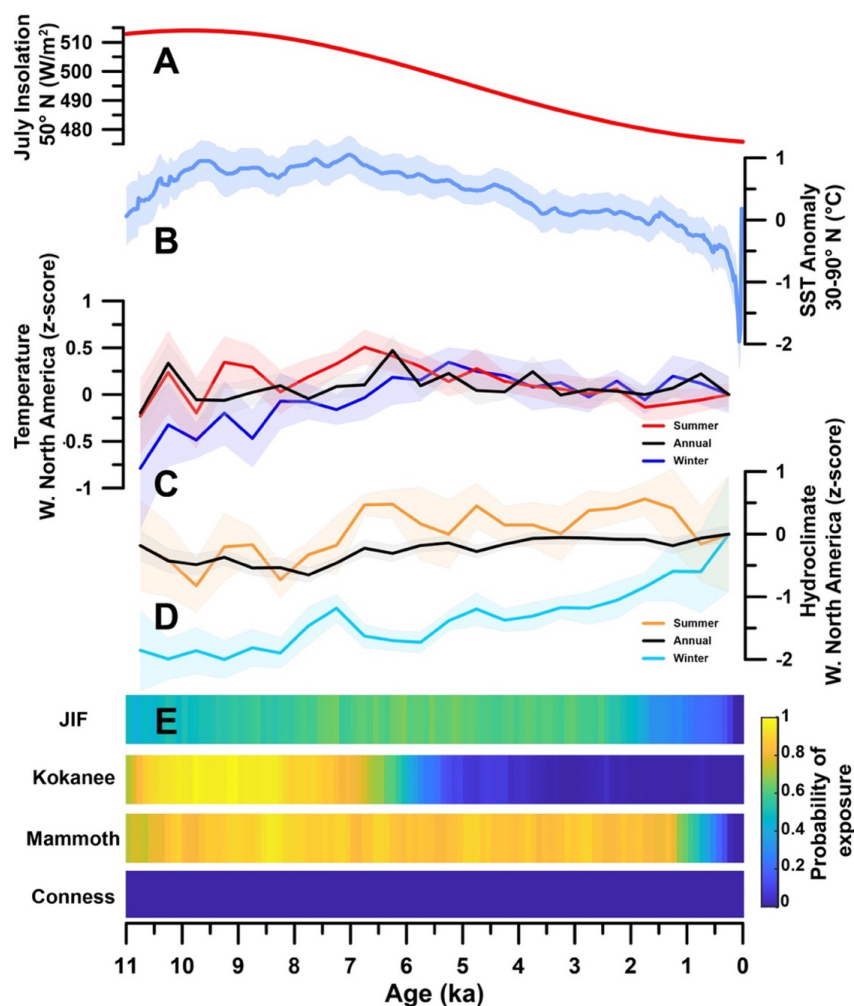 July Insolation
50° N (W/m²)
510
500
490
480
A
B
1
0
-1
-2
SST Anomaly
30-90° N (°C)
Temperature
W. North America (z-score)
1
0.5
0
-0.5
-1
Summer
Annual
Winter
C
D
1
0
-1
-2
Hydroclimate
W. North America (z-score)
Summer
Annual
Winter
E
JIF
Kokanee
Mammoth
Conness
1
0.8
0.6
0.4
0.2
0
Probability of
exposure
11 10 9 8 7 6 5 4 3 2 1 0
Age (ka)